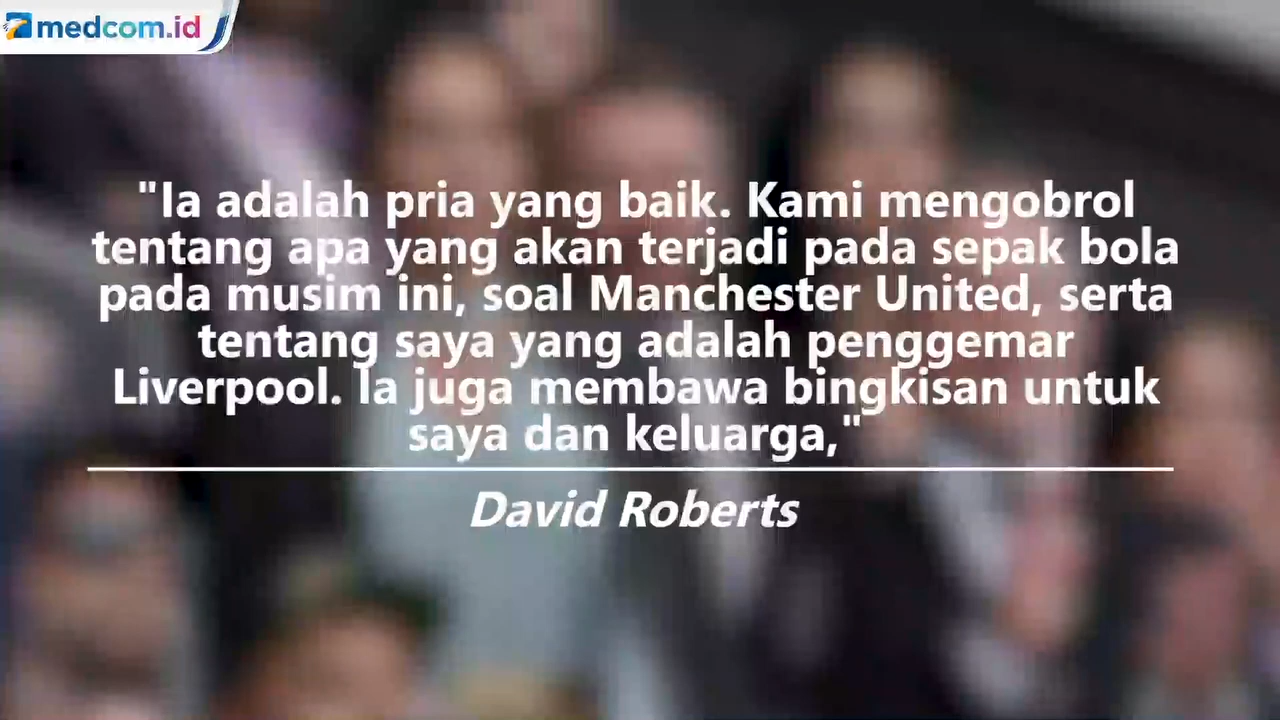 medcom.id
"Ia adalah pria yang baik. Kami mengobrol
tentang apa yang akan terjadi pada sepak bola
pada musim ini, soal Manchester United, serta
tentang saya yang adalah penggemar
Liverpool. Ia juga membawa bingkisan untuk
saya dan keluarga,"
David Roberts